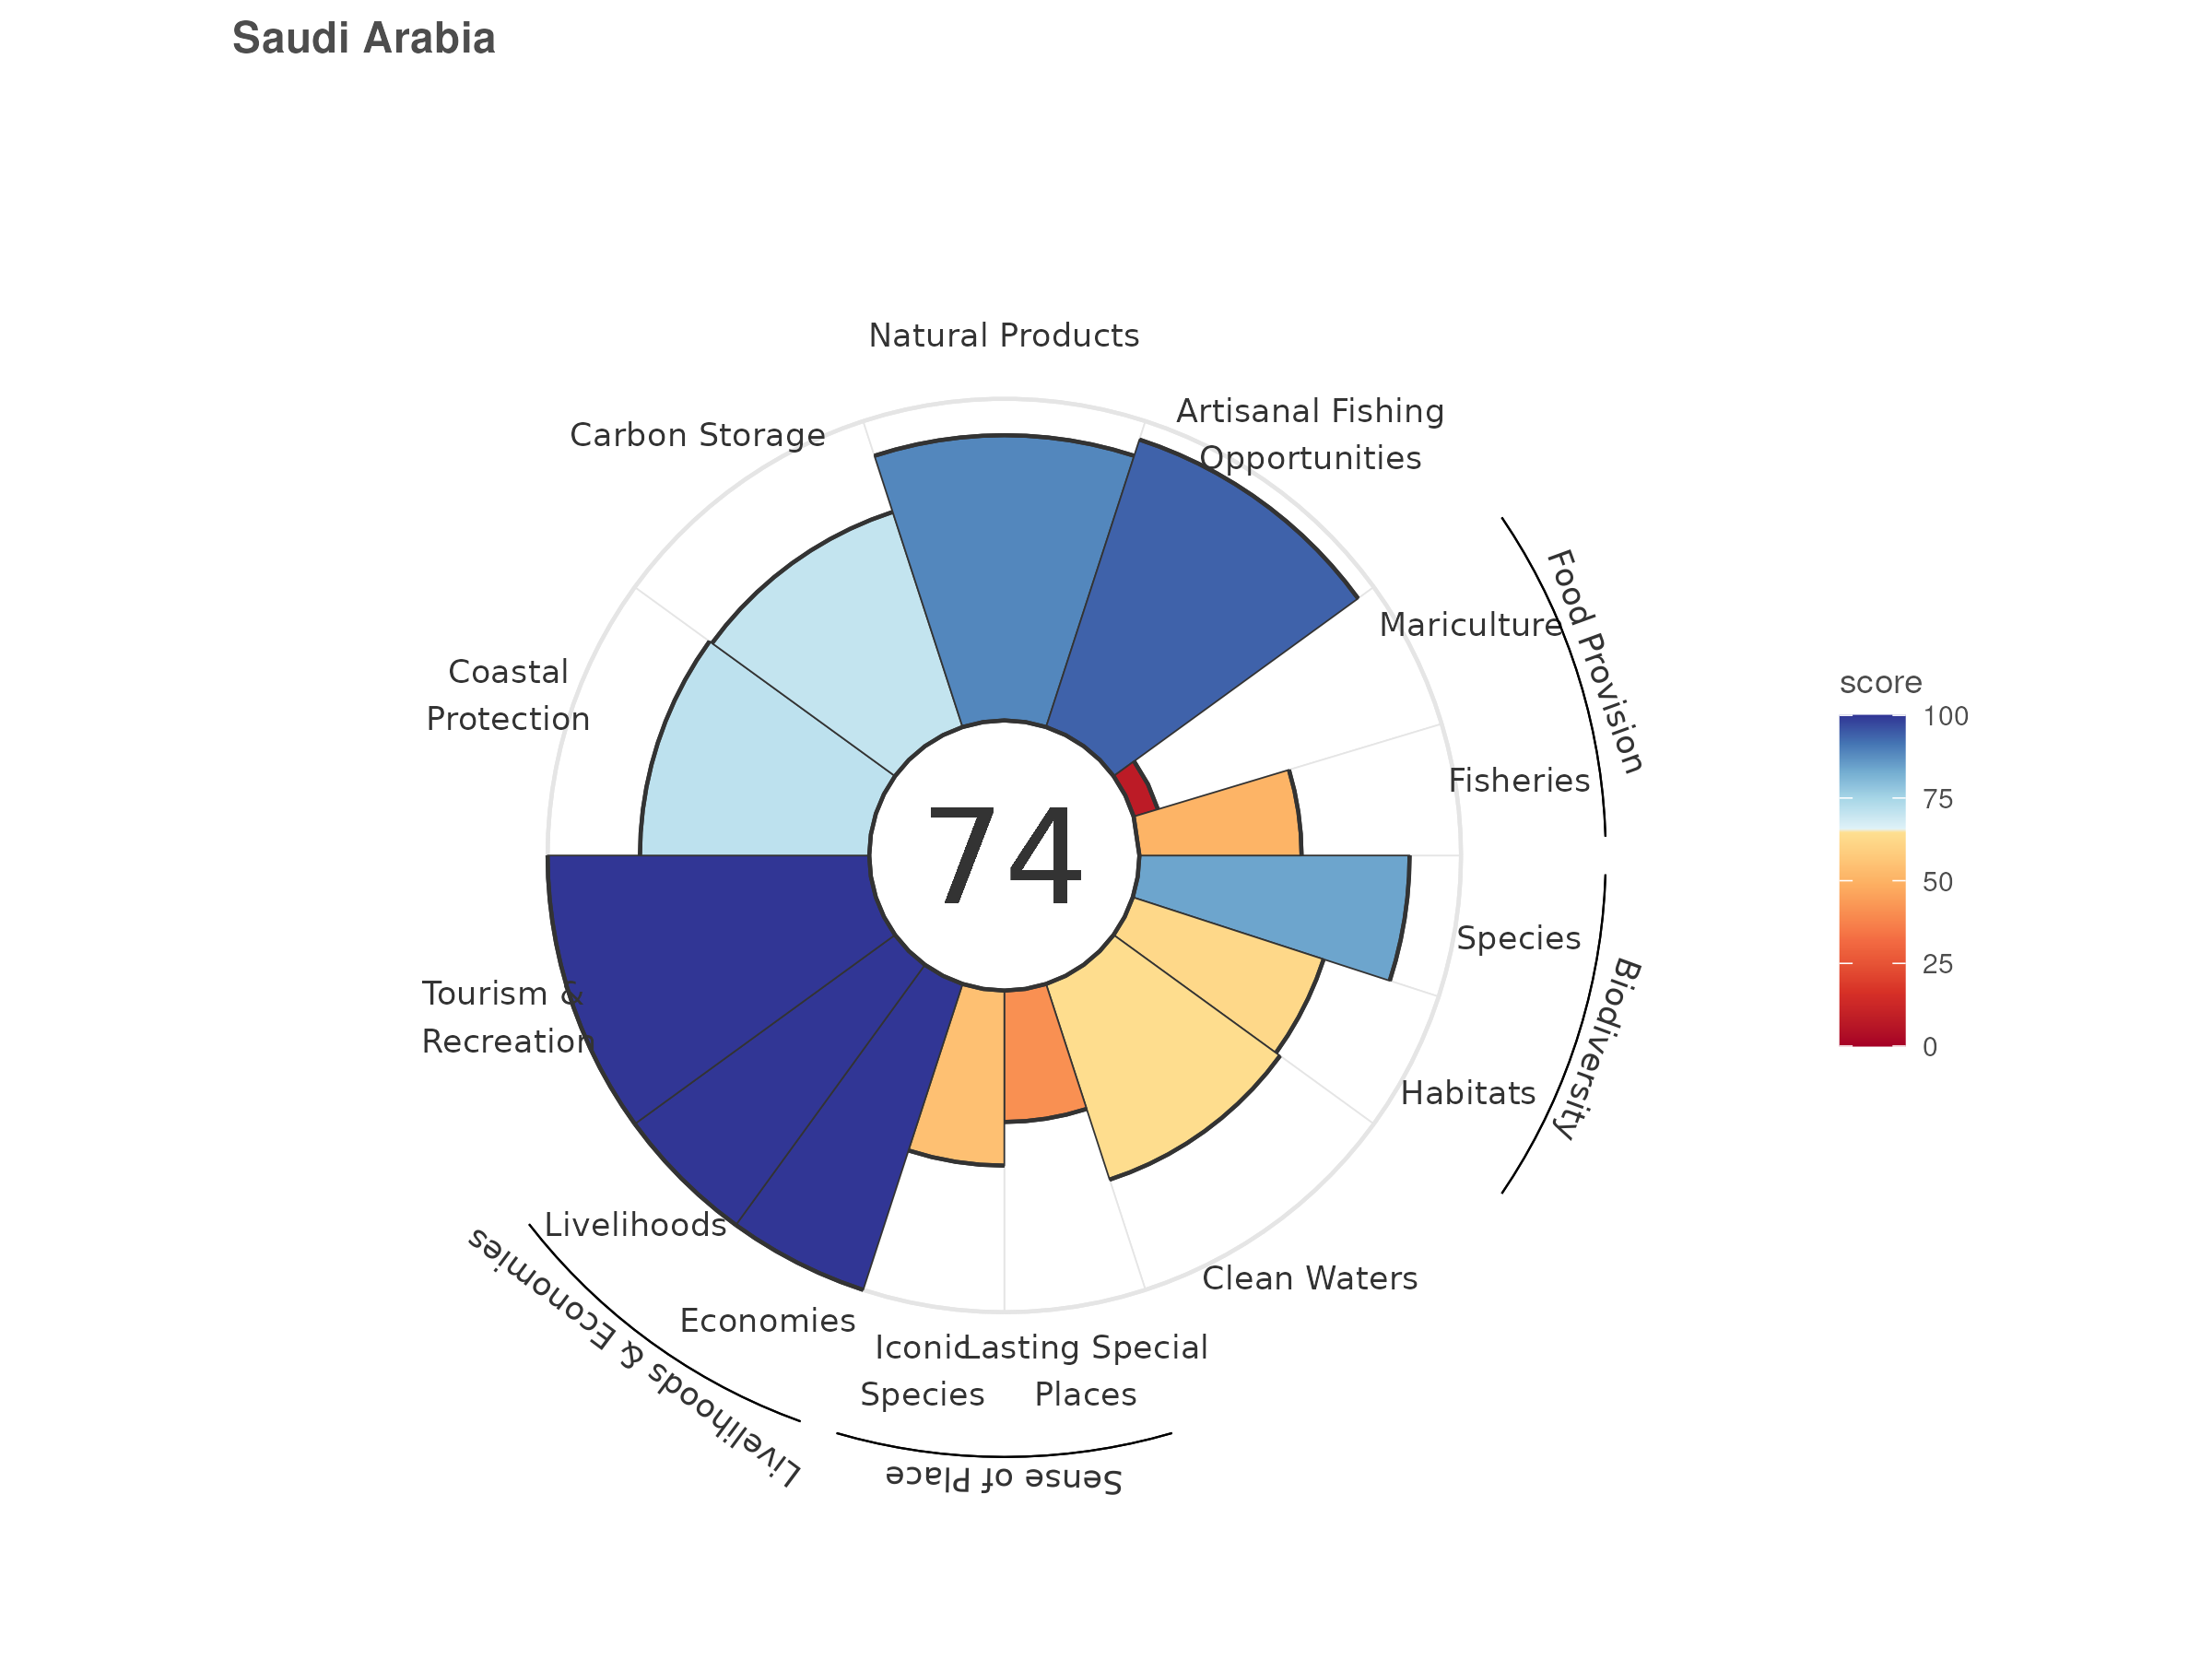 Saudi Arabia
Natural Products
Artisanal Fishing
Opportunities
Carbon Storage
Mariculture
Food Provision
Coastal
Protection
Fisheries
74
score
100
75
50
25
0
Species
Biodiversity
Tourism &
Recreation
Habitats
Livelihoods
Clean Waters
Economies
Livelihoods & Economies
Iconic
Species
Lasting Special
Places
Sense of Place